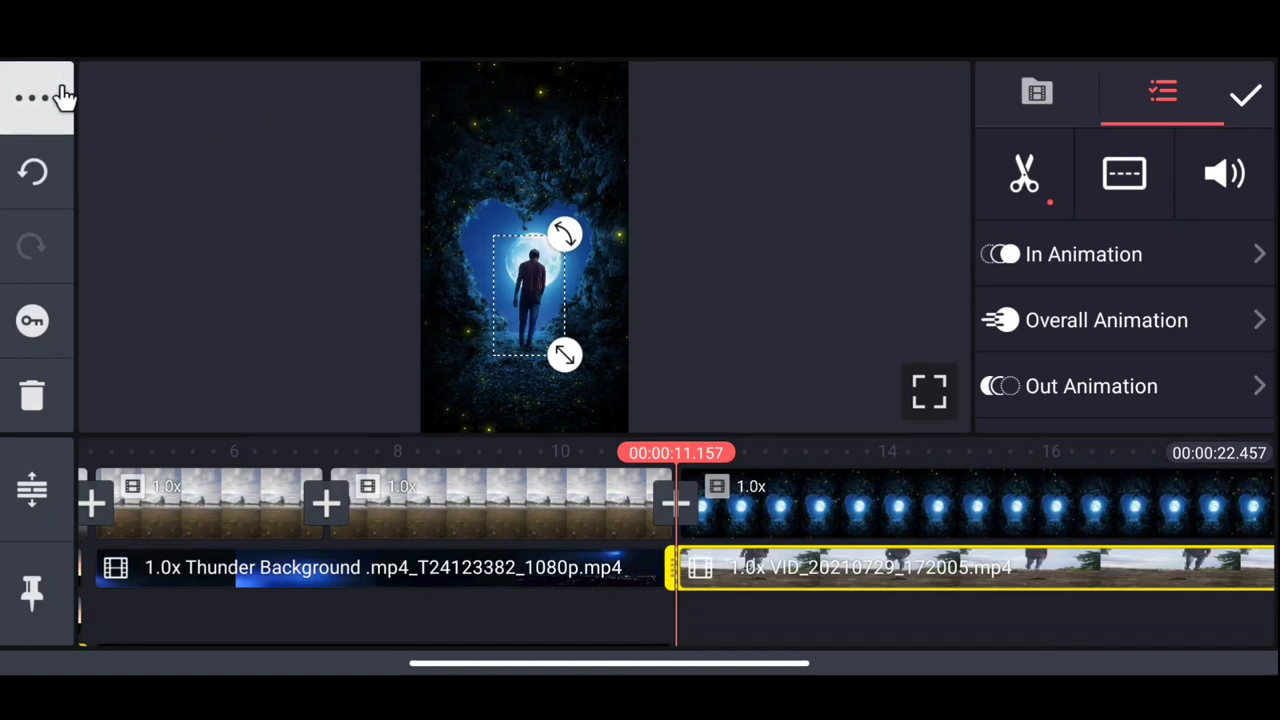 In Animation
Overall Animation
Out Animation
6
8
10
00:00:11.157
14
16
00:00:22.457
1.0x
1.0x
1.0x
1.0x Thunder Background .mp4_T24123382_1080p.mp4
1.0x VID_20210729_172005.mp4